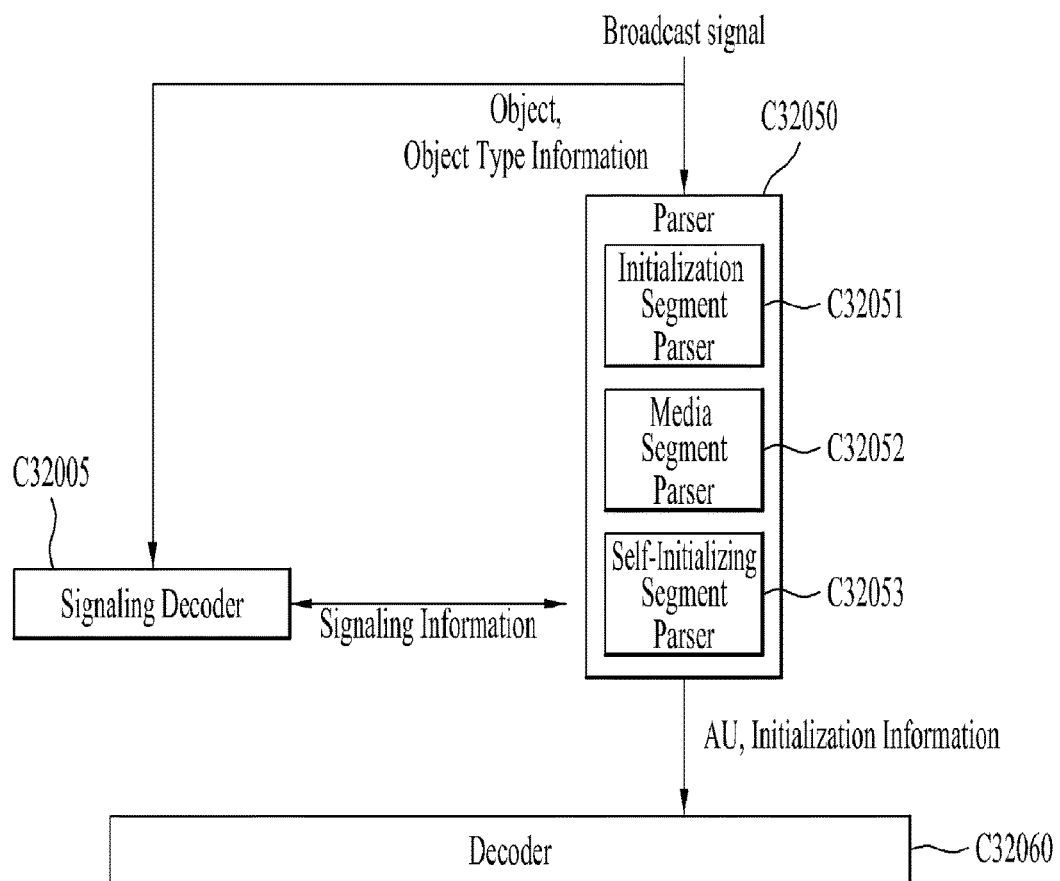 Broadcast signal
Object,
Object Type Information
C32050
Parser
Initialization
Segment
Parser
C32051
Media
Segment
Parser
C32052
C32005
Self-Initializing
Segment
Parser
C32053
Signaling Decoder
Signaling Information
AU, Initialization Information
Decoder
C32060